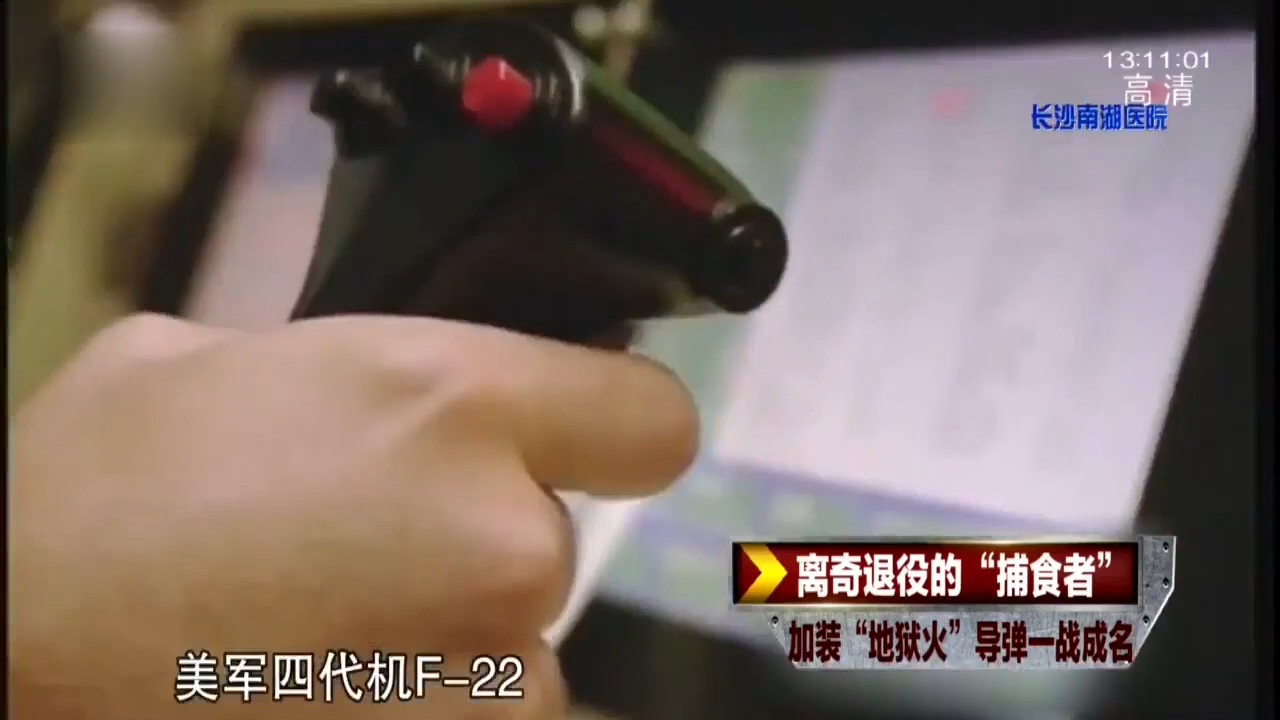 13:11:01
高清
长沙南湖医院
离奇退役的“捕食者”
加装“地狱火”导弹一战成名
美军四代机F-22